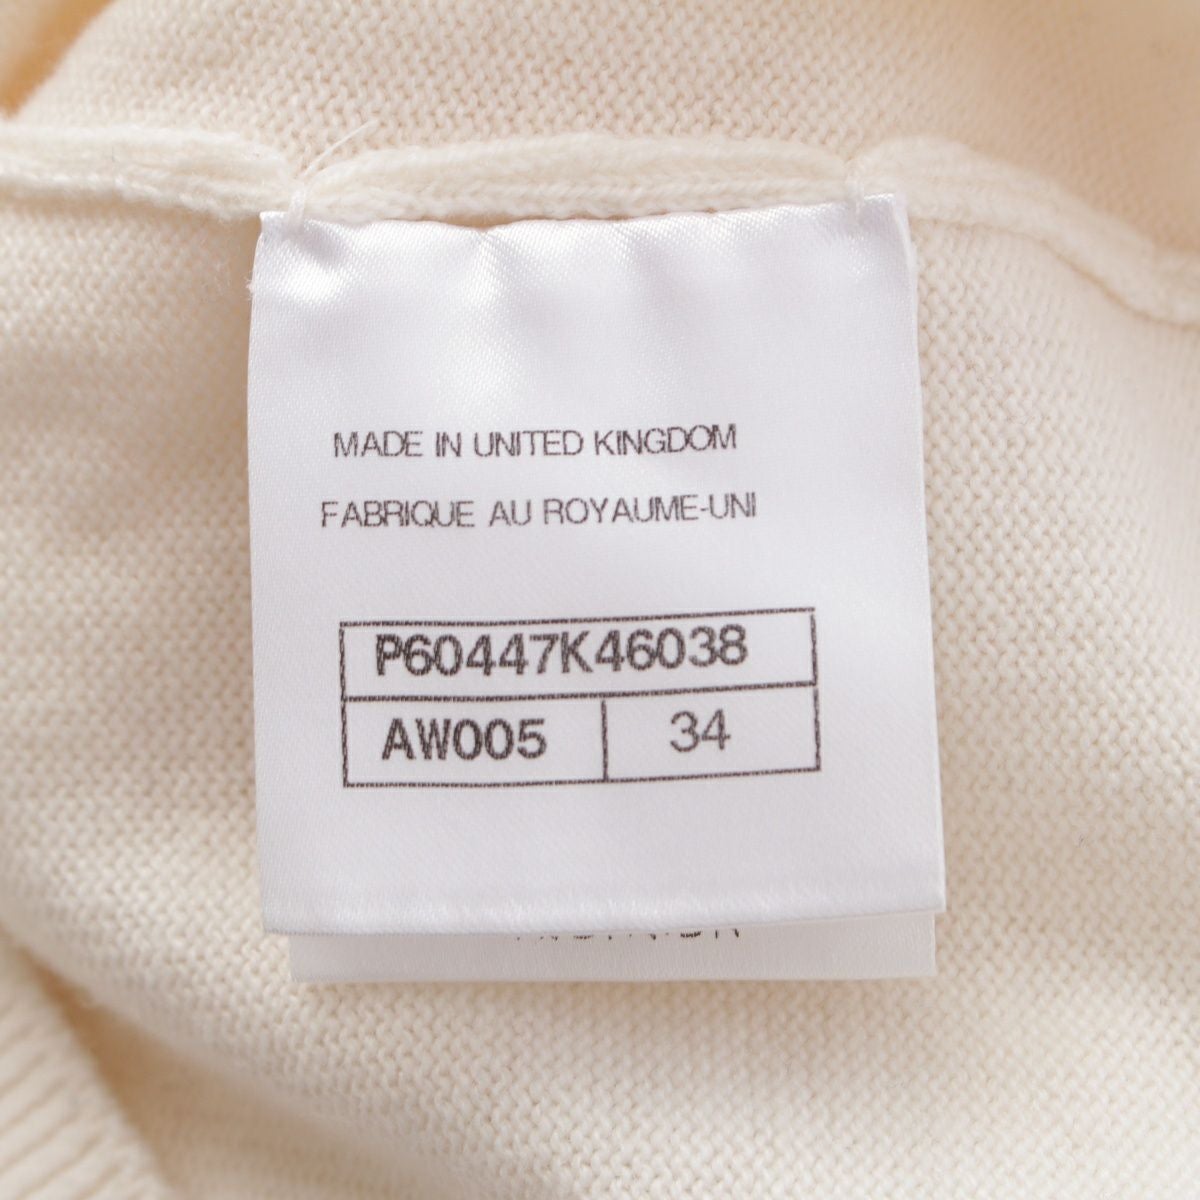 MADE IN UNITED KINGDOM
FABRIQUE AU ROYAUME-UNI
P60447K46038
AW005 34